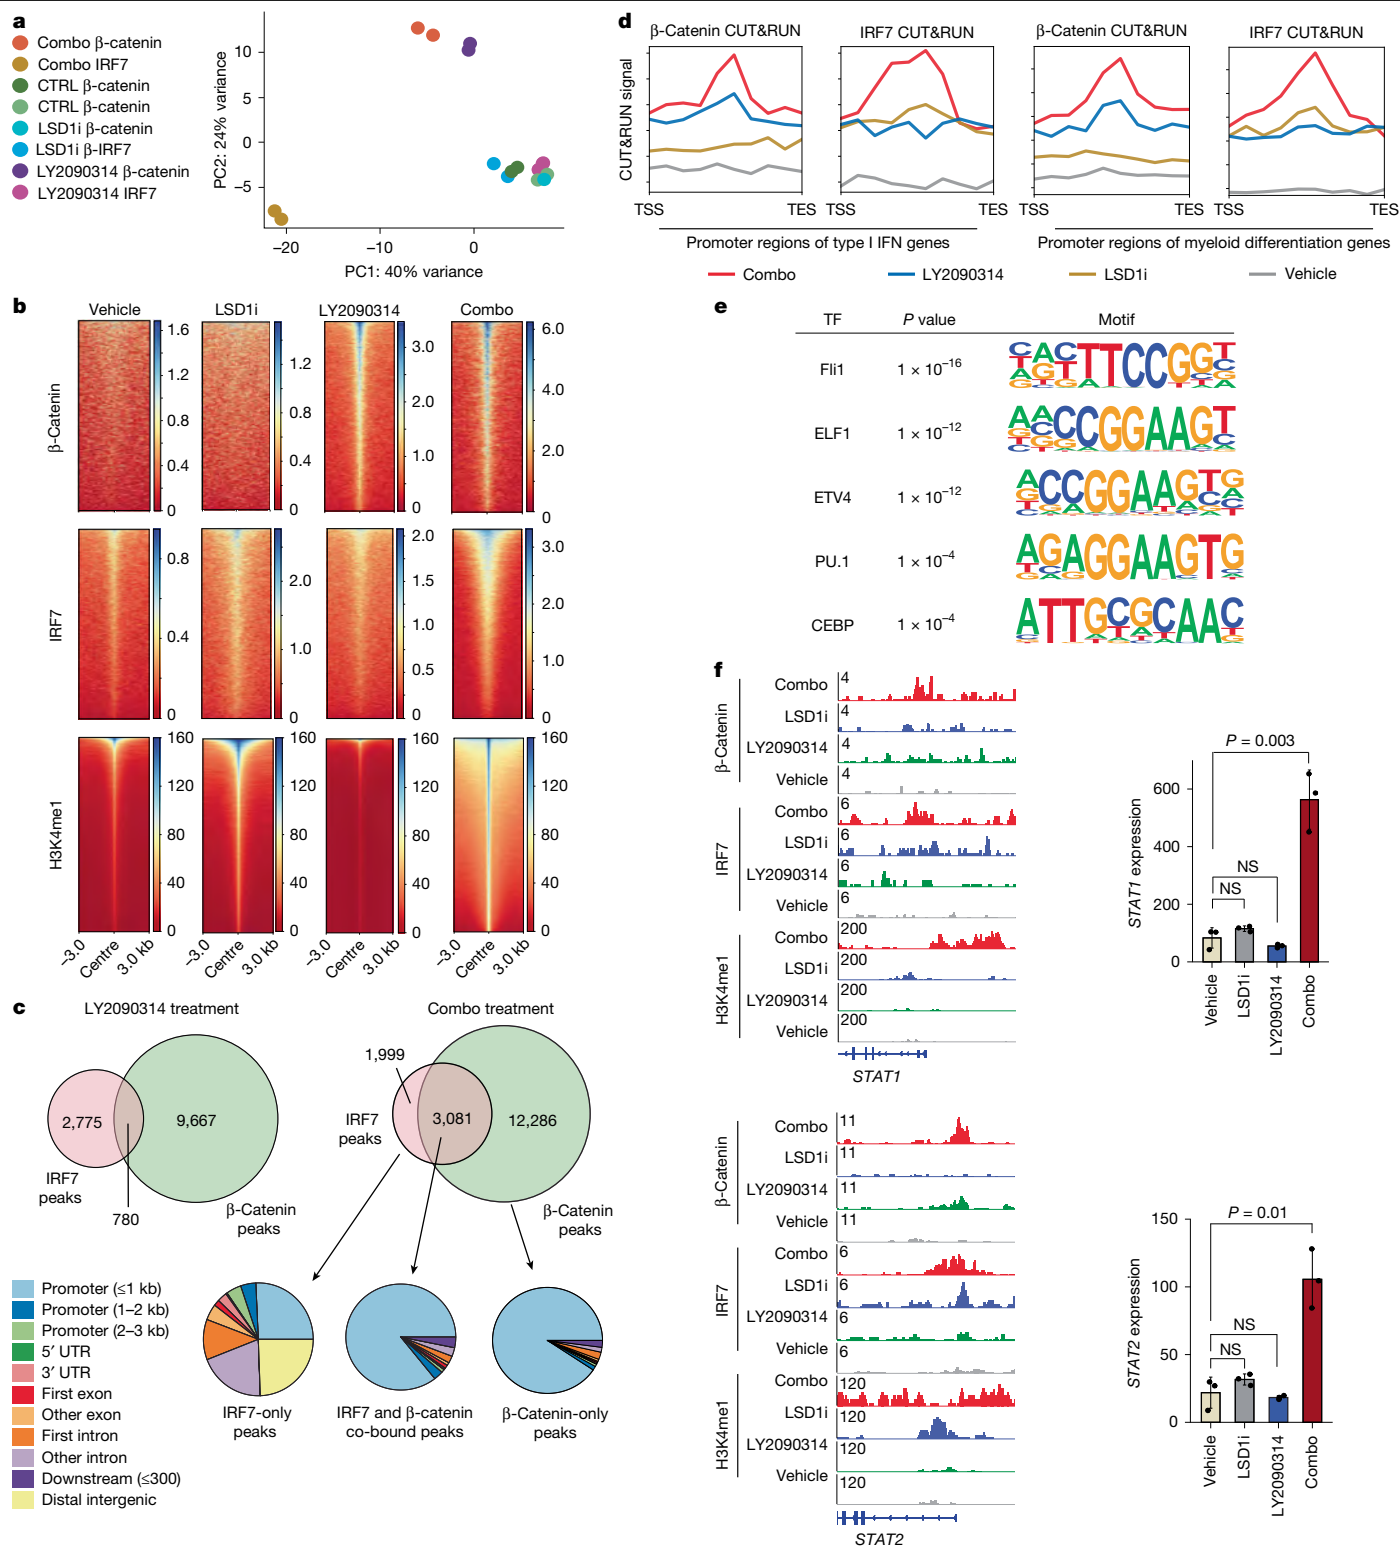 a
Combo β-catenin
Combo IRF7
CTRL β-catenin
CTRL β-catenin
LSD1i β-catenin
LSD1i β-IRF7
LY2090314 β-catenin
LY2090314 IRF7
PC2: 24% variance
10
5
0
−5
−20
−10
0
PC1: 40% variance
b
Vehicle
LSD1i
LY2090314
Combo
β-Catenin
1.6
1.2
0.8
0.4
0
1.2
0.8
0.4
0
3.0
2.0
1.0
0
6.0
4.0
2.0
0
IRF7
0.8
0.4
0
2.0
1.0
0
2.0
1.5
1.0
0.5
0
3.0
2.0
1.0
0
H3K4me1
160
120
80
40
0
160
120
80
40
0
160
120
80
40
0
160
120
80
40
0
−3.0
Centre
3.0 kb
−3.0
Centre
3.0 kb
−3.0
Centre
3.0 kb
−3.0
Centre
3.0 kb
c
LY2090314 treatment
2,775
9,667
780
IRF7
peaks
β-Catenin
peaks
Combo treatment
1,999
3,081
12,286
IRF7
peaks
β-Catenin
peaks
Promoter (≤1 kb)
Promoter (1–2 kb)
Promoter (2–3 kb)
5′ UTR
3′ UTR
First exon
Other exon
First intron
Other intron
Downstream (≤300)
Distal intergenic
IRF7-only
peaks
IRF7 and β-catenin
co-bound peaks
β-Catenin-only
peaks
d
β-Catenin CUT&RUN
IRF7 CUT&RUN
β-Catenin CUT&RUN
IRF7 CUT&RUN
CUT&RUN signal
TSS
TES
TSS
TES
TSS
TES
TSS
TES
Promoter regions of type I IFN genes
Promoter regions of myeloid differentiation genes
Combo
LY2090314
LSD1i
Vehicle
e
TF
P value
Motif
Fli1
1 × 10−16
ELF1
1 × 10−12
ETV4
1 × 10−12
PU.1
1 × 10−4
CEBP
1 × 10−4
f
β-Catenin
Combo
4
LSD1i
4
LY2090314
4
Vehicle
4
IRF7
Combo
6
LSD1i
6
LY2090314
6
Vehicle
6
H3K4me1
Combo
200
LSD1i
200
LY2090314
200
Vehicle
200
STAT1
STAT1 expression
600
400
200
0
P = 0.003
NS
NS
Vehicle
LSD1i
LY2090314
Combo
β-Catenin
Combo
11
LSD1i
11
LY2090314
11
Vehicle
11
IRF7
Combo
6
LSD1i
6
LY2090314
6
Vehicle
6
H3K4me1
Combo
120
LSD1i
120
LY2090314
120
Vehicle
120
STAT2
STAT2 expression
150
100
50
0
P = 0.01
NS
NS
Vehicle
LSD1i
LY2090314
Combo